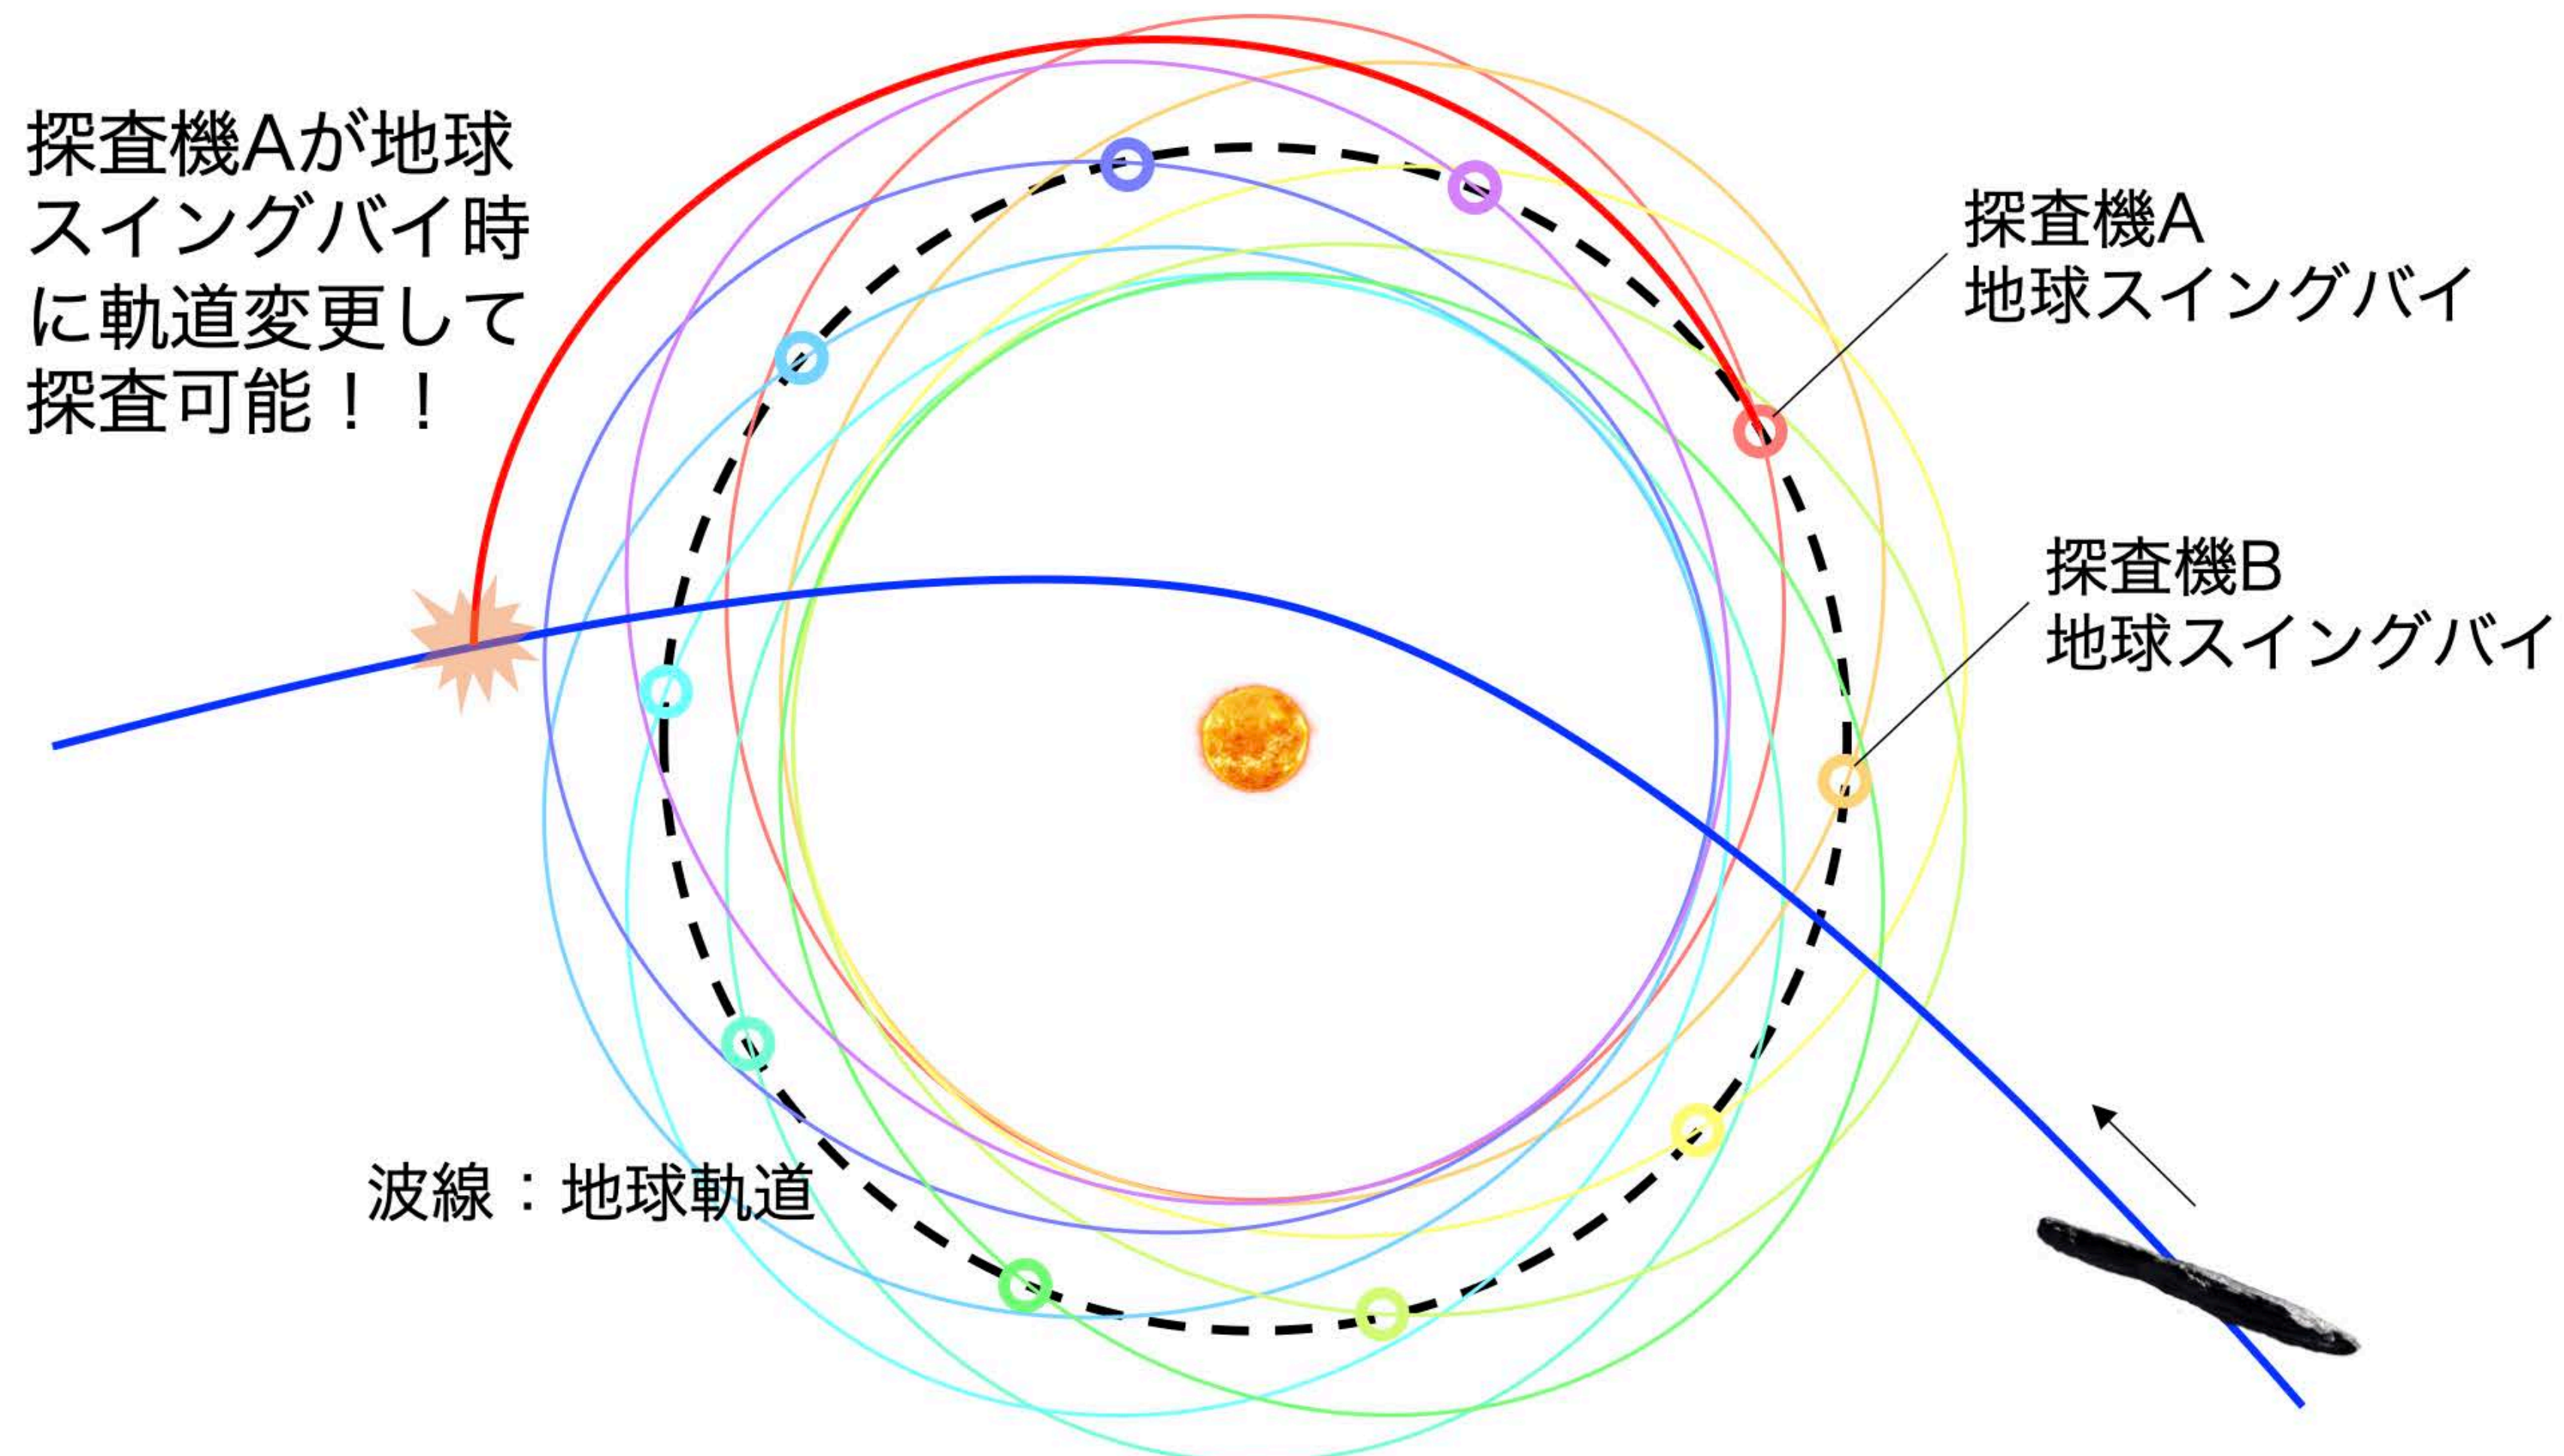 探査機Aが地球
スイングバイ時
に軌道変更して
探査可能！！
探査機A
地球スイングバイ
探査機B
地球スイングバイ
波線：地球軌道